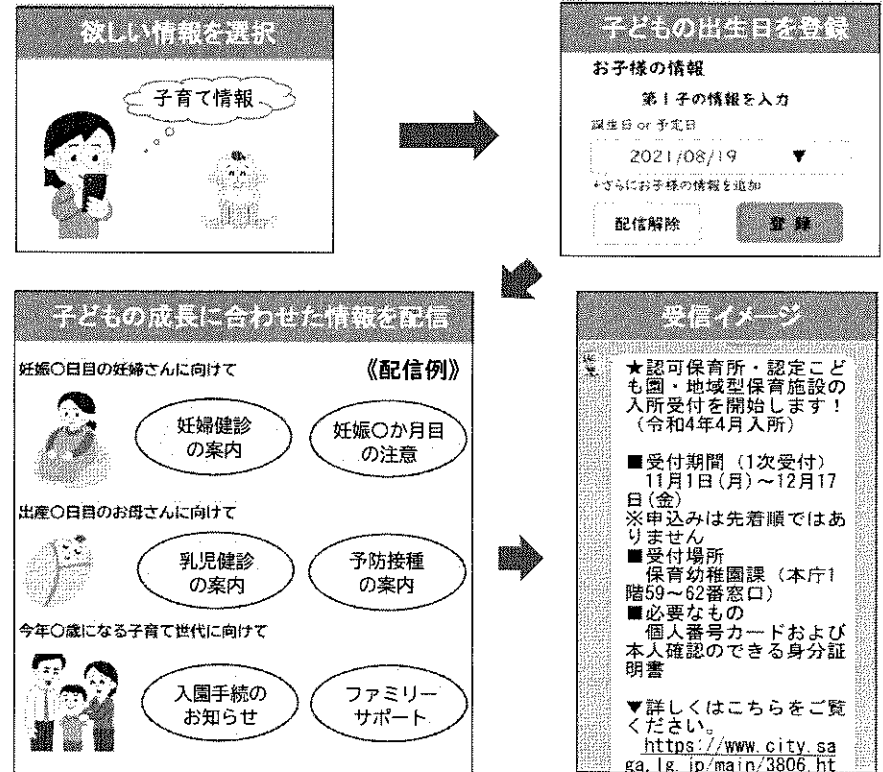 欲しい情報を選択
子育て情報
子どもの出生日を登録
お子様の情報
第1子の情報を入力
誕生日 or 予定日
2021/08/19 ▼
+さらにお子様の情報を追加
配信解除
登録
子どもの成長に合わせた情報を配信
妊娠〇日目の妊婦さんに向けて
《配信例》
妊婦健診
の案内
妊娠〇か月目
の注意
出産〇日目のお母さんに向けて
乳児健診
の案内
予防接種
の案内
今年〇歳になる子育て世代に向けて
入園手続の
お知らせ
ファミリー
サポート
受信イメージ
★認可保育所・認定こど
も園・地域型保育施設の
入所受付を開始します!
(令和4年4月入所)
■受付期間(1次受付)
11月1日(月)~12月17
日(金)
※申込みは先着順ではあ
りません
■受付場所
保育幼稚園課(本庁1
階59~62番窓口)
■必要なもの
個人番号カードおよび
本人確認のできる身分証
明書
▼詳しくはこちらをご覧
ください。
https://www.city.sa
ga.lg.jp/main/3806.ht